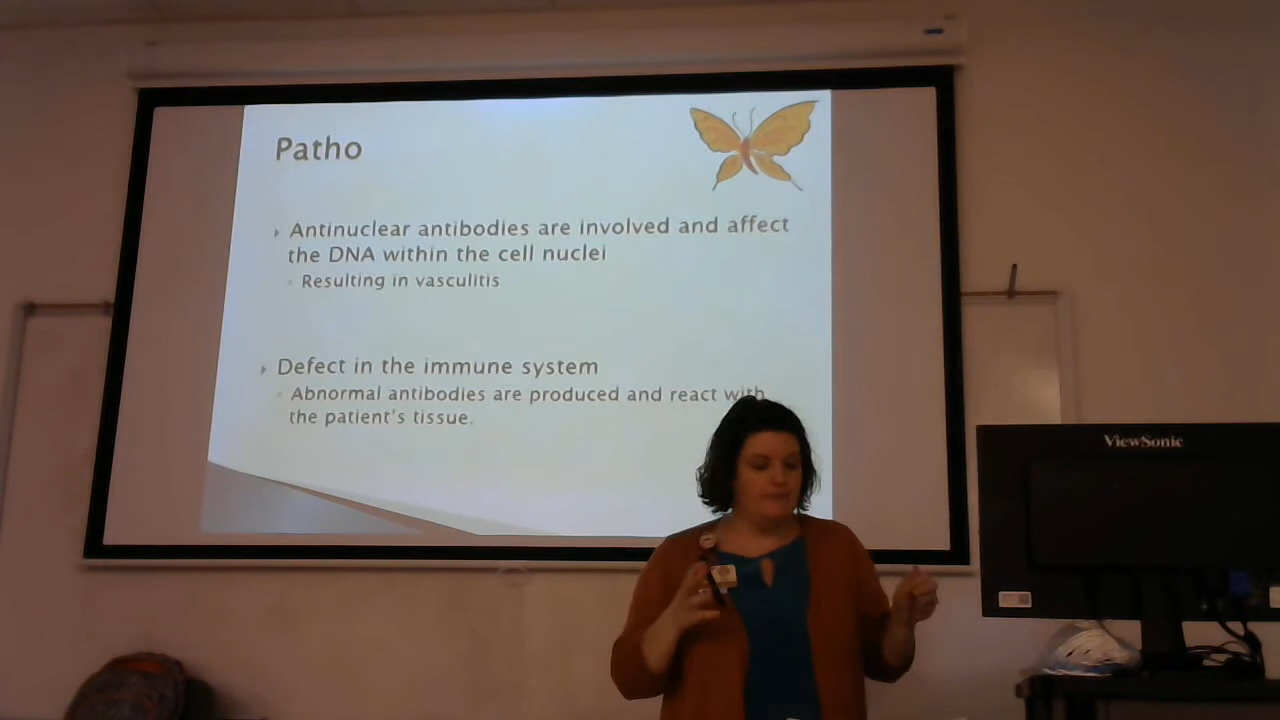 Patho
Antinuclear antibodies are involved and affect
the DNA within the cell nuclei
Resulting in vasculitis
Defect in the immune system
Abnormal antibodies are produced and react with
the patient's tissue.
ViewSonic